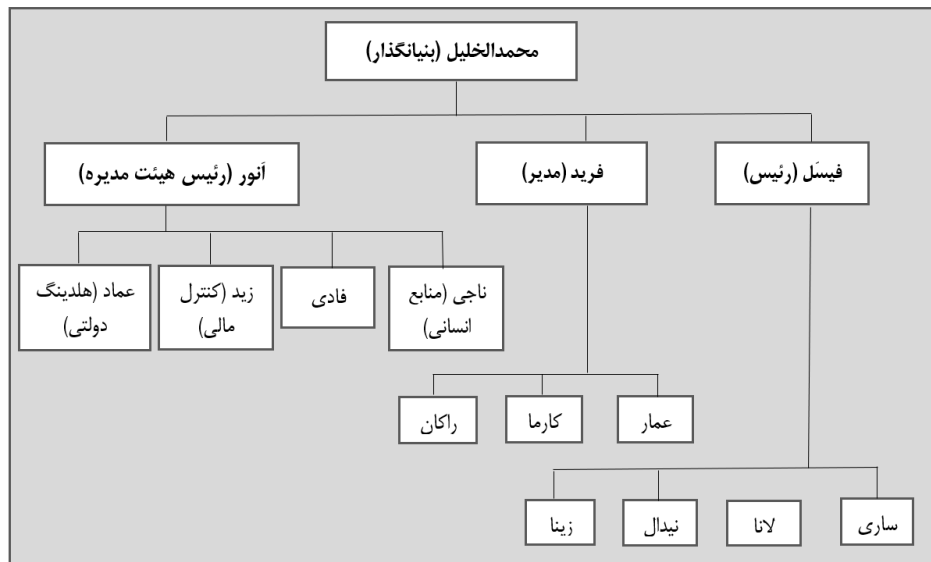 محمدالخلیل (بنیانگذار)
فیسَل (رئیس)
فرید (مدیر)
اَنور (رئیس هیئت مدیره)
ناجی (منابع
انسانی)
فادی
زید (کنترل
مالی)
عماد (هلدینگ
دولتی)
عمار
کارما
راکان
ساری
لانا
نیدال
زینا